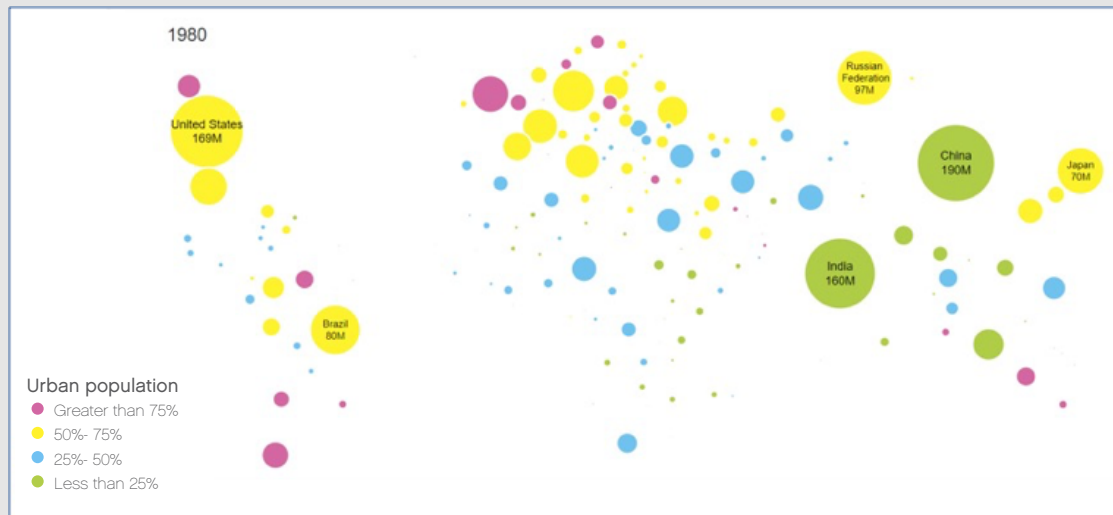 1980
United States
169M
Russian
Federation
97M
China
190M
Japan
70M
India
160M
Brazil
80M
Urban population
Greater than 75%
50%- 75%
25%- 50%
Less than 25%